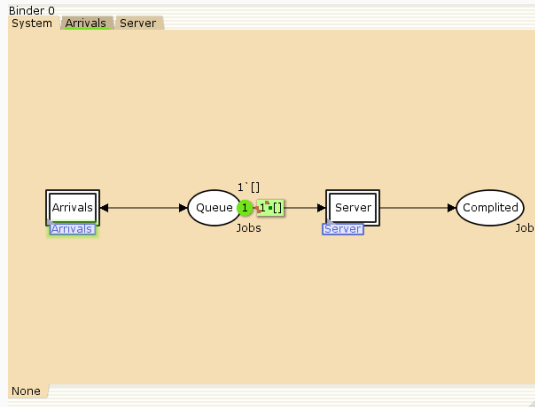 Binder 0
System Arrivals Server
1`[]
Arrivals Queue 1 1`[] Server Complited
Arrivals Jobs Server Job
None